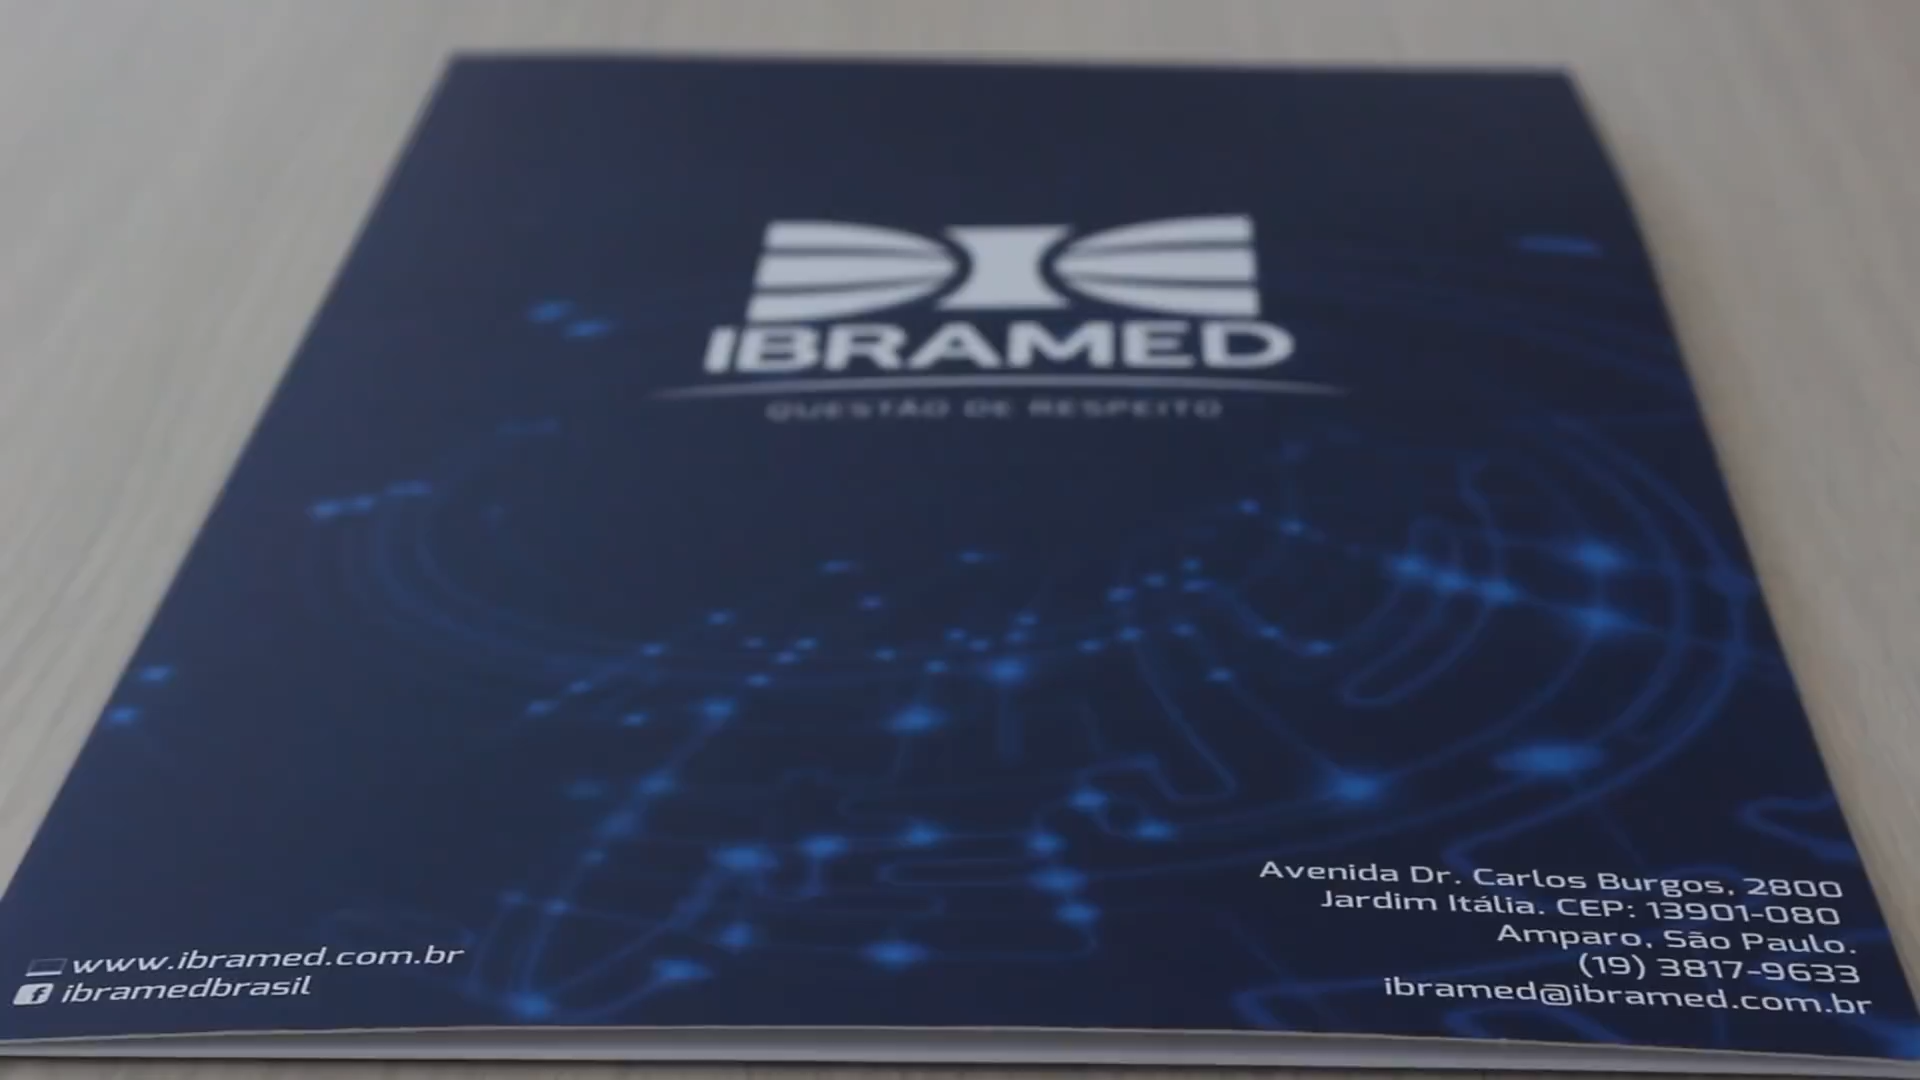 IBRAMED
QUESTÃO DE RESPEITO
www.ibramed.com.br
ibramedbrasil
Avenida Dr. Carlos Burgos, 2800
Jardim Itália. CEP: 13901-080
Amparo, São Paulo.
(19) 3817-9633
ibramed@ibramed.com.br